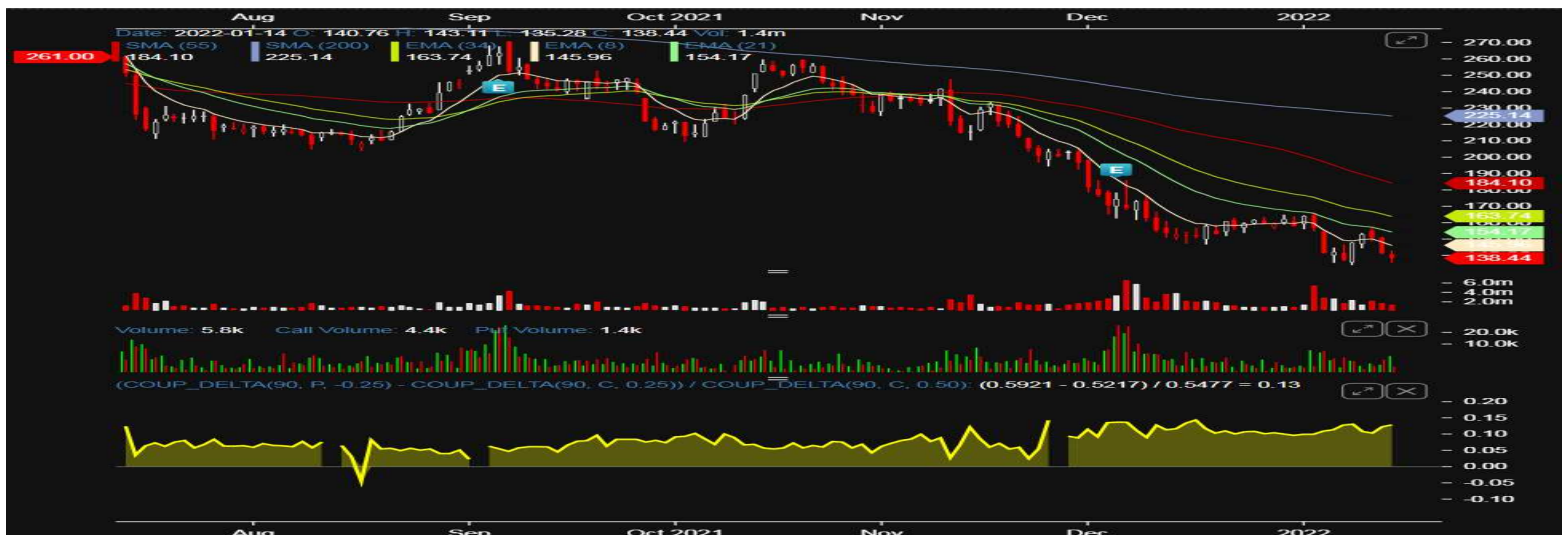 Aug Sep Oct 2021 Nov Dec 2022
Date: 2022-01-14 O: 140.76 H: 143.11 L: 135.28 C: 138.44 Vol: 1.4m
SMA (55) SMA (200) EMA (34) EMA (8) EMA (21)
184.10 225.14 163.74 145.96 154.17
261.00
270.00
260.00
250.00
240.00
230.00
225.14
220.00
210.00
200.00
190.00
184.10
180.00
170.00
163.74
154.17
138.44
E
E
6.0m
4.0m
2.0m
Volume: 5.8k Call Volume: 4.4k Put Volume: 1.4k
20.0k
10.0k
(COUP_DELTA(90, P, -0.25) - COUP_DELTA(90, C, 0.25)) / COUP_DELTA(90, C, 0.50): (0.5921 - 0.5217) / 0.5477 = 0.13
0.20
0.15
0.10
0.05
0.00
-0.05
-0.10
Aug Sep Oct 2021 Nov Dec 2022